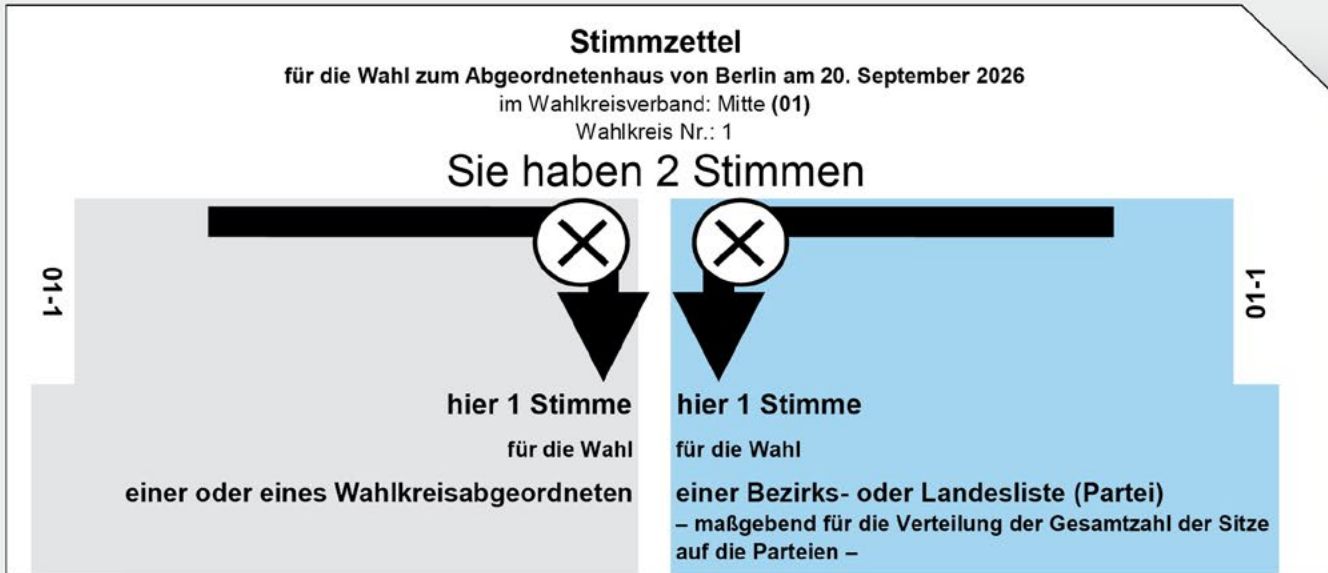 Stimmzettel
für die Wahl zum Abgeordnetenhaus von Berlin am 20. September 2026
im Wahlkreisverband: Mitte (01)
Wahlkreis Nr.: 1
Sie haben 2 Stimmen
01-1
01-1
hier 1 Stimme
für die Wahl
einer oder eines Wahlkreisabgeordneten
hier 1 Stimme
für die Wahl
einer Bezirks- oder Landesliste (Partei)
– maßgebend für die Verteilung der Gesamtzahl der Sitze
auf die Parteien –